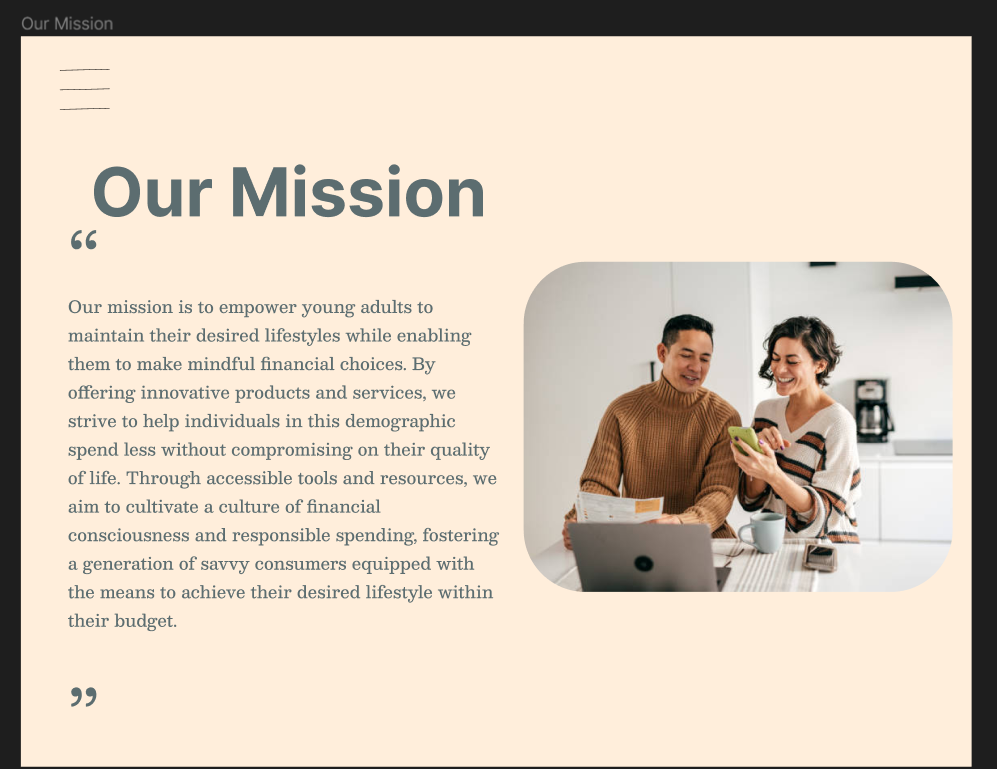 Our Mission
Our Mission
“
Our mission is to empower young adults to
maintain their desired lifestyles while enabling
them to make mindful financial choices. By
offering innovative products and services, we
strive to help individuals in this demographic
spend less without compromising on their quality
of life. Through accessible tools and resources, we
aim to cultivate a culture of financial
consciousness and responsible spending, fostering
a generation of savvy consumers equipped with
the means to achieve their desired lifestyle within
their budget.
”